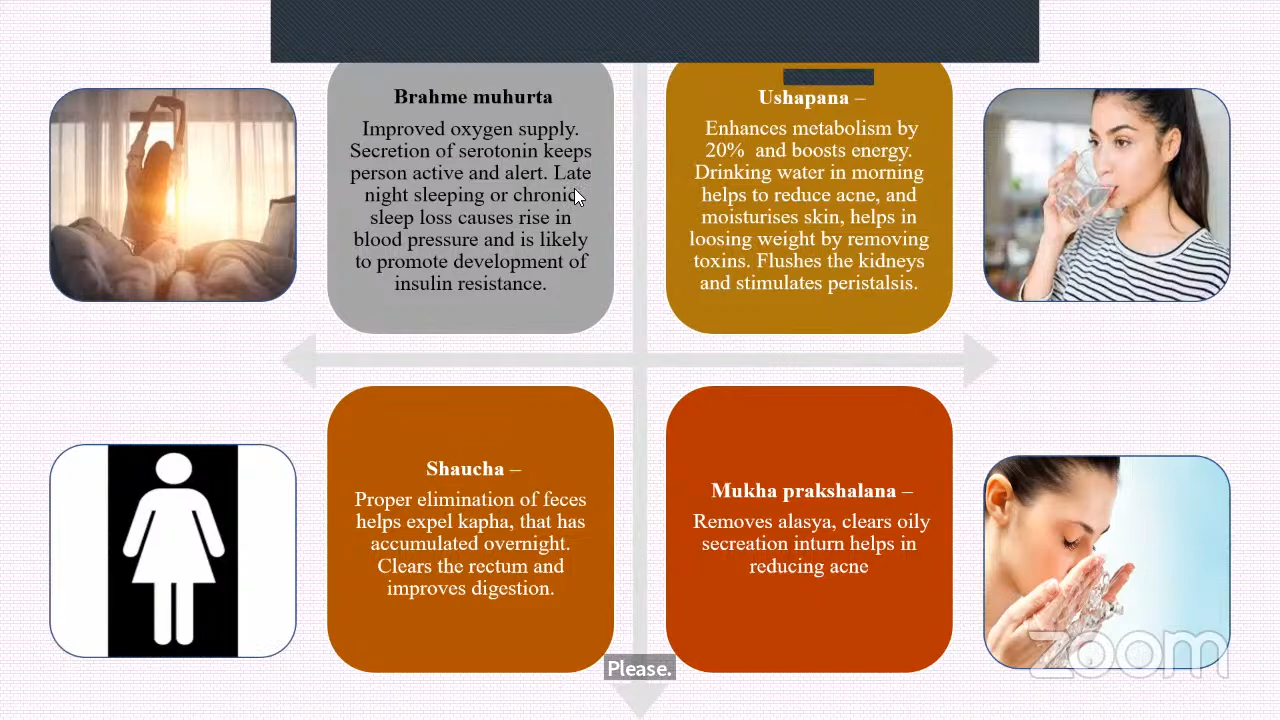 Brahme muhurta
Improved oxygen supply.
Secretion of serotonin keeps
person active and alert. Late
night sleeping or chronic
sleep loss causes rise in
blood pressure and is likely
to promote development of
insulin resistance.
Ushapana –
Enhances metabolism by
20% and boosts energy.
Drinking water in morning
helps to reduce acne, and
moisturises skin, helps in
loosing weight by removing
toxins. Flushes the kidneys
and stimulates peristalsis.
Shaucha –
Proper elimination of feces
helps expel kapha, that has
accumulated overnight.
Clears the rectum and
improves digestion.
Mukha prakshalana –
Removes alasya, clears oily
secreation inturn helps in
reducing acne
zoom
Please.